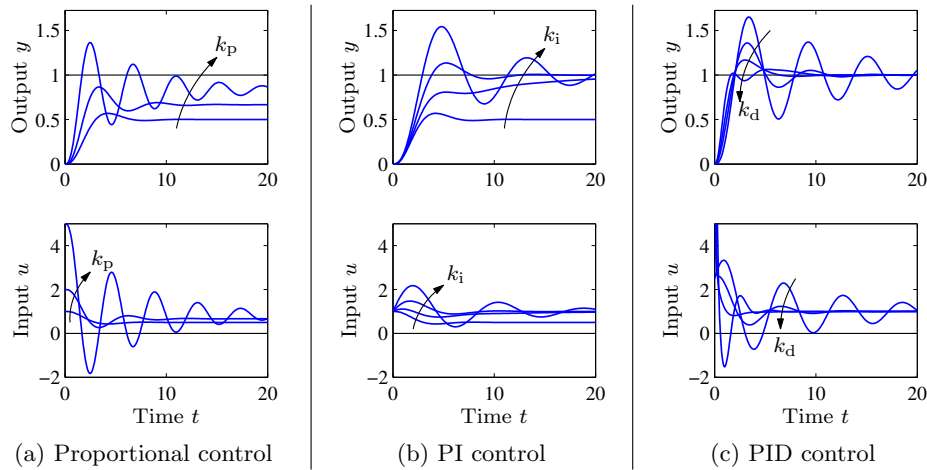 1.5
1
0.5
0
0 10 20
Output y
k_p
4
2
0
−2
0 10 20
Input u
k_p
Time t
(a) Proportional control
1.5
1
0.5
0
0 10 20
Output y
k_i
4
2
0
−2
0 10 20
Input u
k_i
Time t
(b) PI control
1.5
1
0.5
0
0 10 20
Output y
k_d
4
2
0
−2
0 10 20
Input u
k_d
Time t
(c) PID control